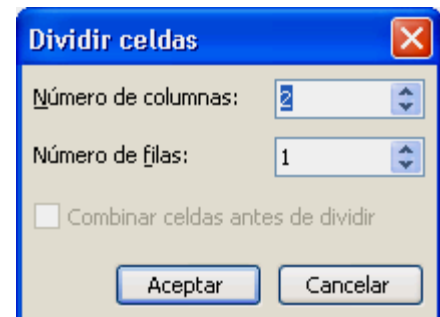 Dividir celdas
Número de columnas: 2
Número de filas: 1
Combinar celdas antes de dividir
Aceptar Cancelar